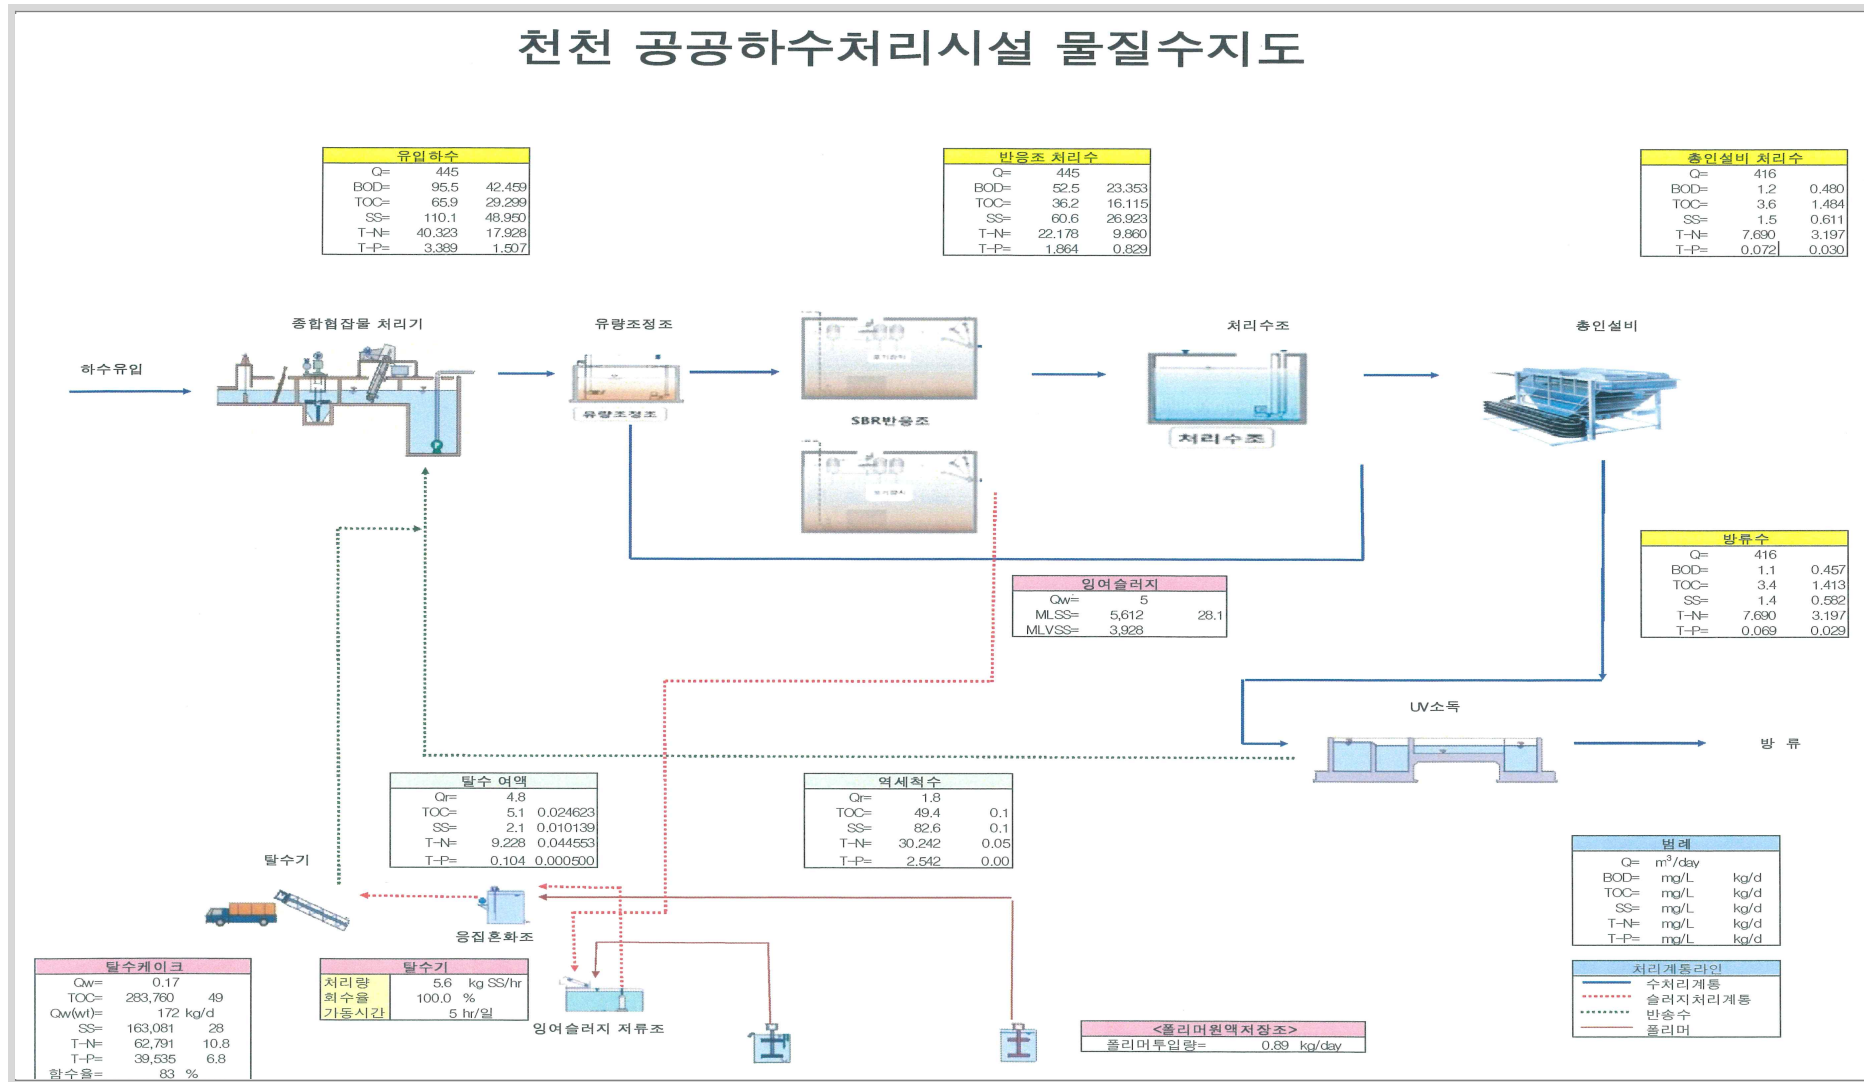 천천 공공하수처리시설 물질수지도
유입하수
Q= 445
BOD= 95.5 42.459
TOC= 65.9 29.299
SS= 110.1 48.950
T-N= 40.323 17.928
T-P= 3.389 1.507
반응조 처리수
Q= 445
BOD= 52.5 23.353
TOC= 36.2 16.115
SS= 60.6 26.923
T-N= 22.178 9.860
T-P= 1.864 0.829
총인설비 처리수
Q= 416
BOD= 1.2 0.480
TOC= 3.6 1.484
SS= 1.5 0.611
T-N= 7.690 3.197
T-P= 0.072 0.030
하수유입
종합협잡물 처리기
유량조정조
유량조정조
포기장치
SBR반응조
포기장치
처리수조
처리수조
총인설비
방류수
Q= 416
BOD= 1.1 0.457
TOC= 3.4 1.413
SS= 1.4 0.582
T-N= 7.690 3.197
T-P= 0.069 0.029
잉여슬러지
Qw= 5
MLSS= 5,612 28.1
MLVSS= 3,928
UV소독
방 류
탈수 여액
Qr= 4.8
TOC= 5.1 0.024623
SS= 2.1 0.010139
T-N= 9.228 0.044553
T-P= 0.104 0.000500
역세척수
Qr= 1.8
TOC= 49.4 0.1
SS= 82.6 0.1
T-N= 30.242 0.05
T-P= 2.542 0.00
탈수기
응집혼화조
잉여슬러지 저류조
범례
Q= m³/day
BOD= mg/L kg/d
TOC= mg/L kg/d
SS= mg/L kg/d
T-N= mg/L kg/d
T-P= mg/L kg/d
처리계통라인
수처리계통
슬러지처리계통
반송수
폴리머
탈수케이크
Qw= 0.17
TOC= 283,760 49
Qw(wt)= 172 kg/d
SS= 163,081 28
T-N= 62,791 10.8
T-P= 39,535 6.8
함수율= 83 %
탈수기
처리량 5.6 kg SS/hr
회수율 100.0 %
가동시간 5 hr/일
<폴리머원액저장조>
폴리머투입량= 0.89 kg/day